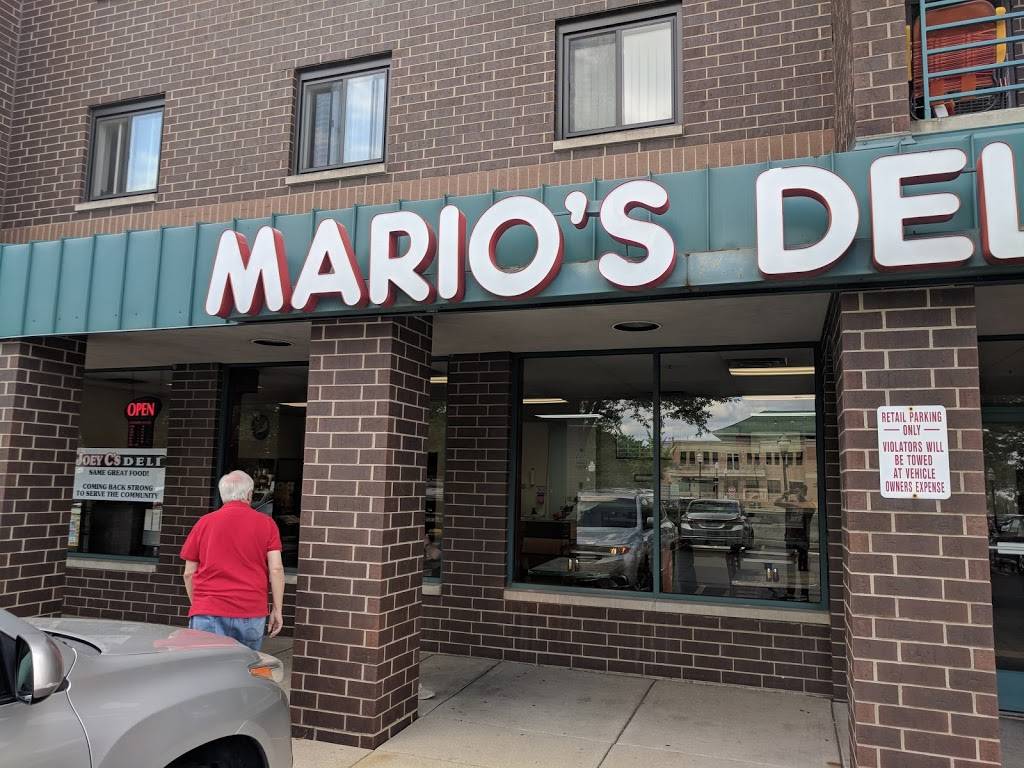 MARIO'S DEL
OPEN
JOEY C'S DELI
SAME GREAT FOOD!
COMING BACK STRONG
TO SERVE THE COMMUNITY
RETAIL PARKING
ONLY
VIOLATORS WILL
BE TOWED
AT VEHICLE
OWNERS EXPENSE